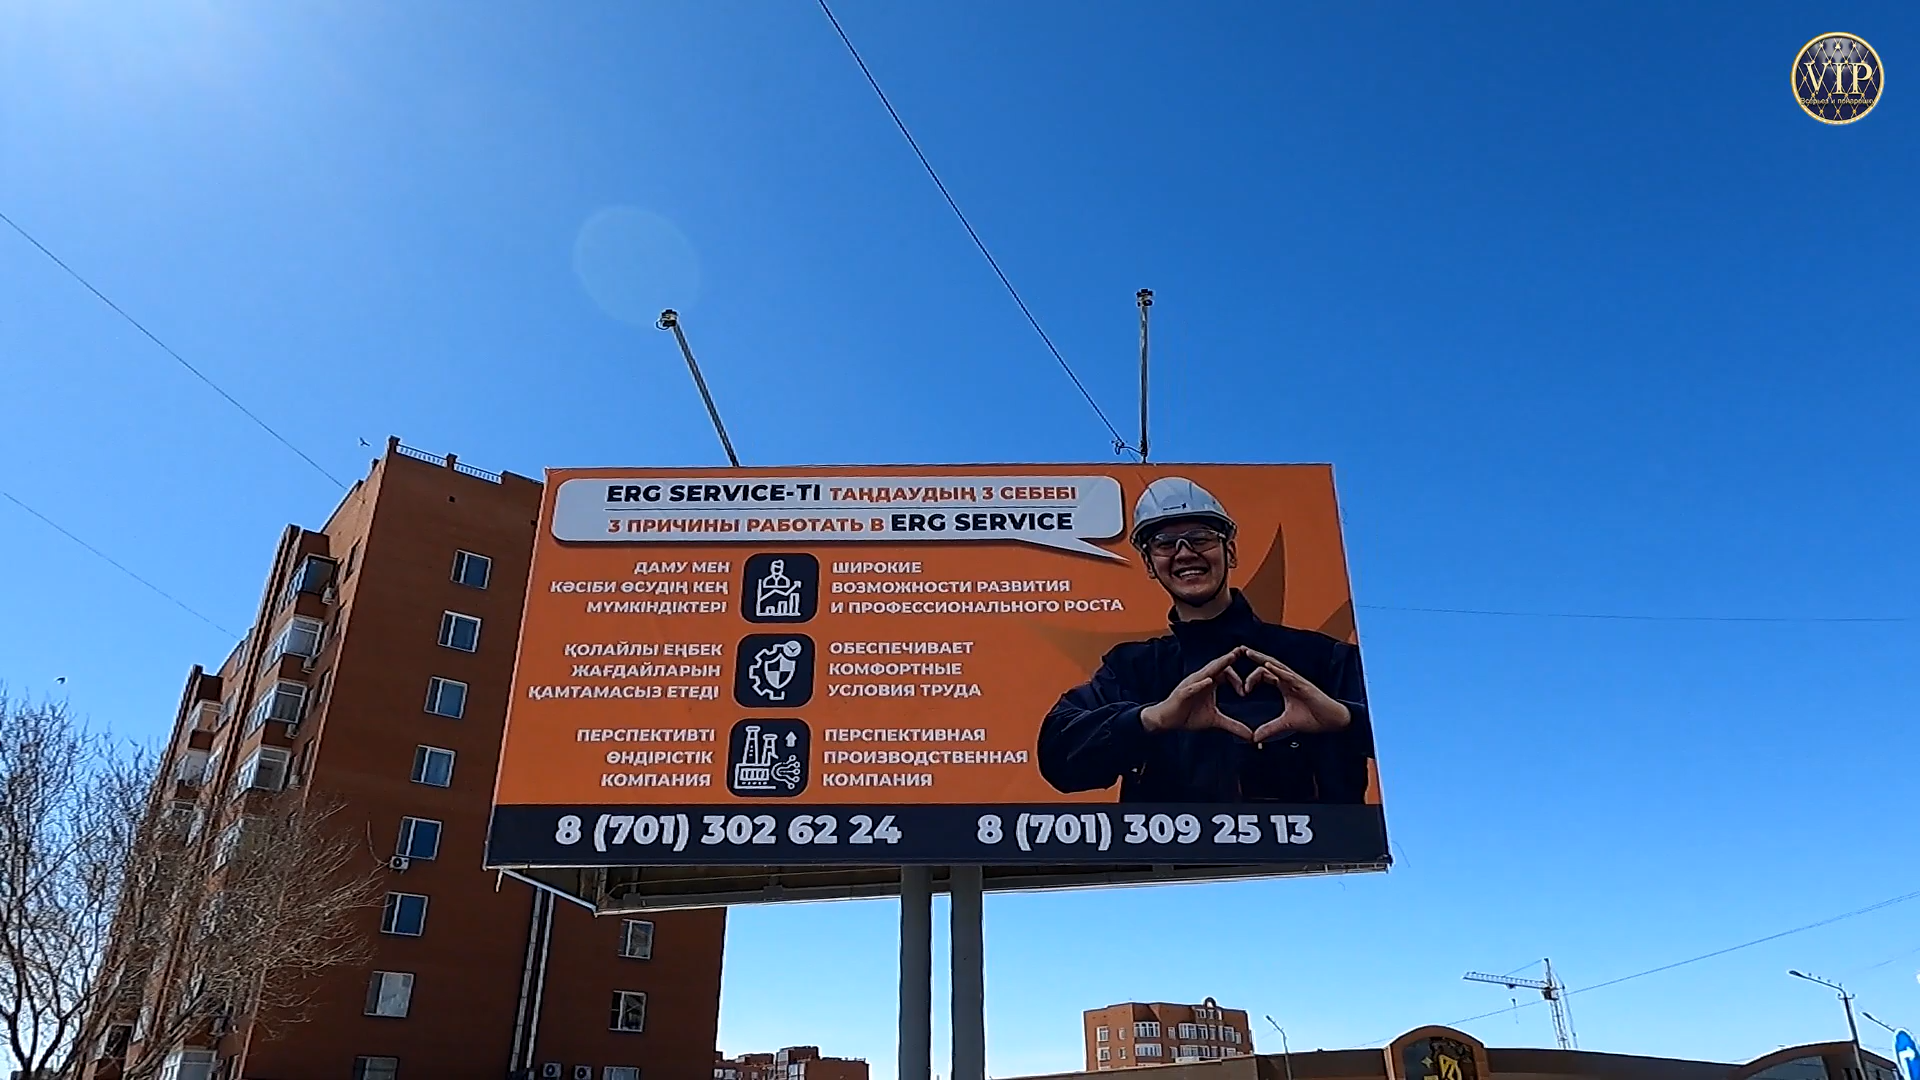 VIP
ERG SERVICE-TI ТАҢДАУДЫҢ 3 СЕБЕБІ
3 ПРИЧИНЫ РАБОТАТЬ В ERG SERVICE
ДАМУ МЕН
КӘСІБИ ӨСУДІҢ КЕҢ
МҮМКІНДІКТЕРІ
ШИРОКИЕ
ВОЗМОЖНОСТИ РАЗВИТИЯ
И ПРОФЕССИОНАЛЬНОГО РОСТА
ҚОЛАЙЛЫ ЕҢБЕК
ЖАҒДАЙЛАРЫН
ҚАМТАМАСЫЗ ЕТЕДІ
ОБЕСПЕЧИВАЕТ
КОМФОРТНЫЕ
УСЛОВИЯ ТРУДА
ПЕРСПЕКТИВТІ
ӨНДІРІСТІК
КОМПАНИЯ
ПЕРСПЕКТИВНАЯ
ПРОИЗВОДСТВЕННАЯ
КОМПАНИЯ
8 (701) 302 62 24
8 (701) 309 25 13